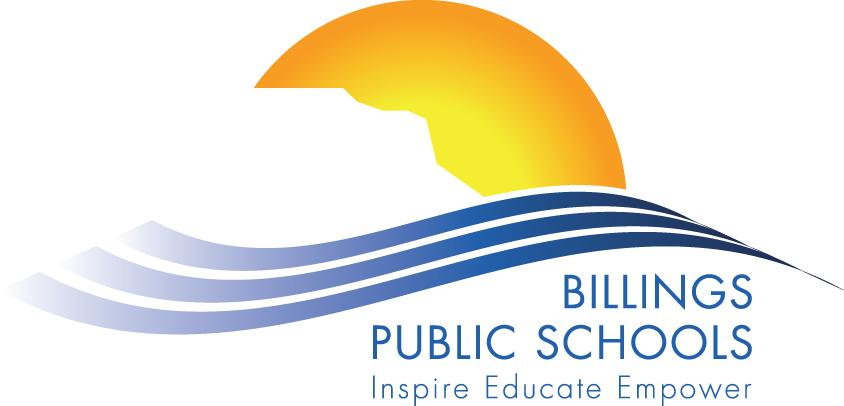 BILLINGS
PUBLIC SCHOOLS
Inspire Educate Empower